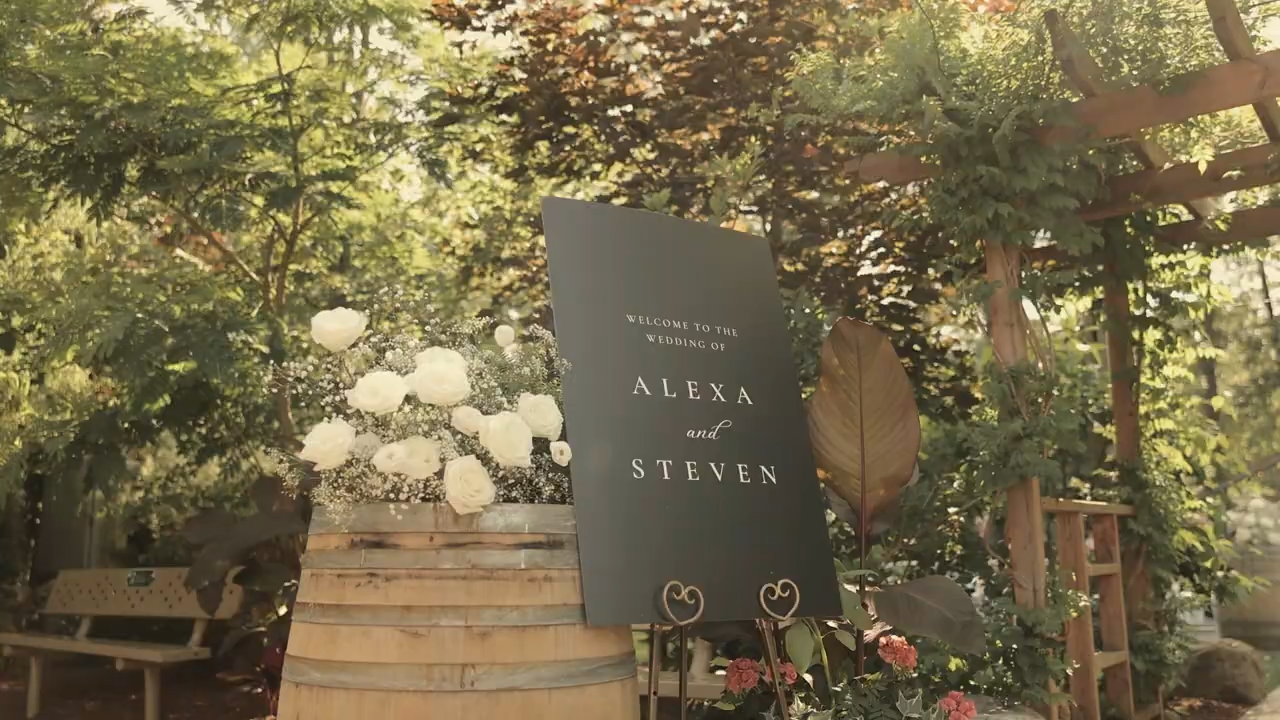 WELCOME TO THE
WEDDING OF
ALEXA
and
STEVEN